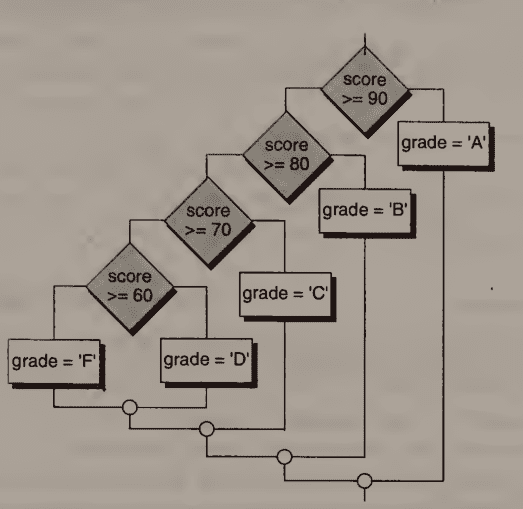 score
>= 90
grade = 'A'
score
>= 80
grade = 'B'
score
>= 70
grade = 'C'
score
>= 60
grade = 'F'
grade = 'D'